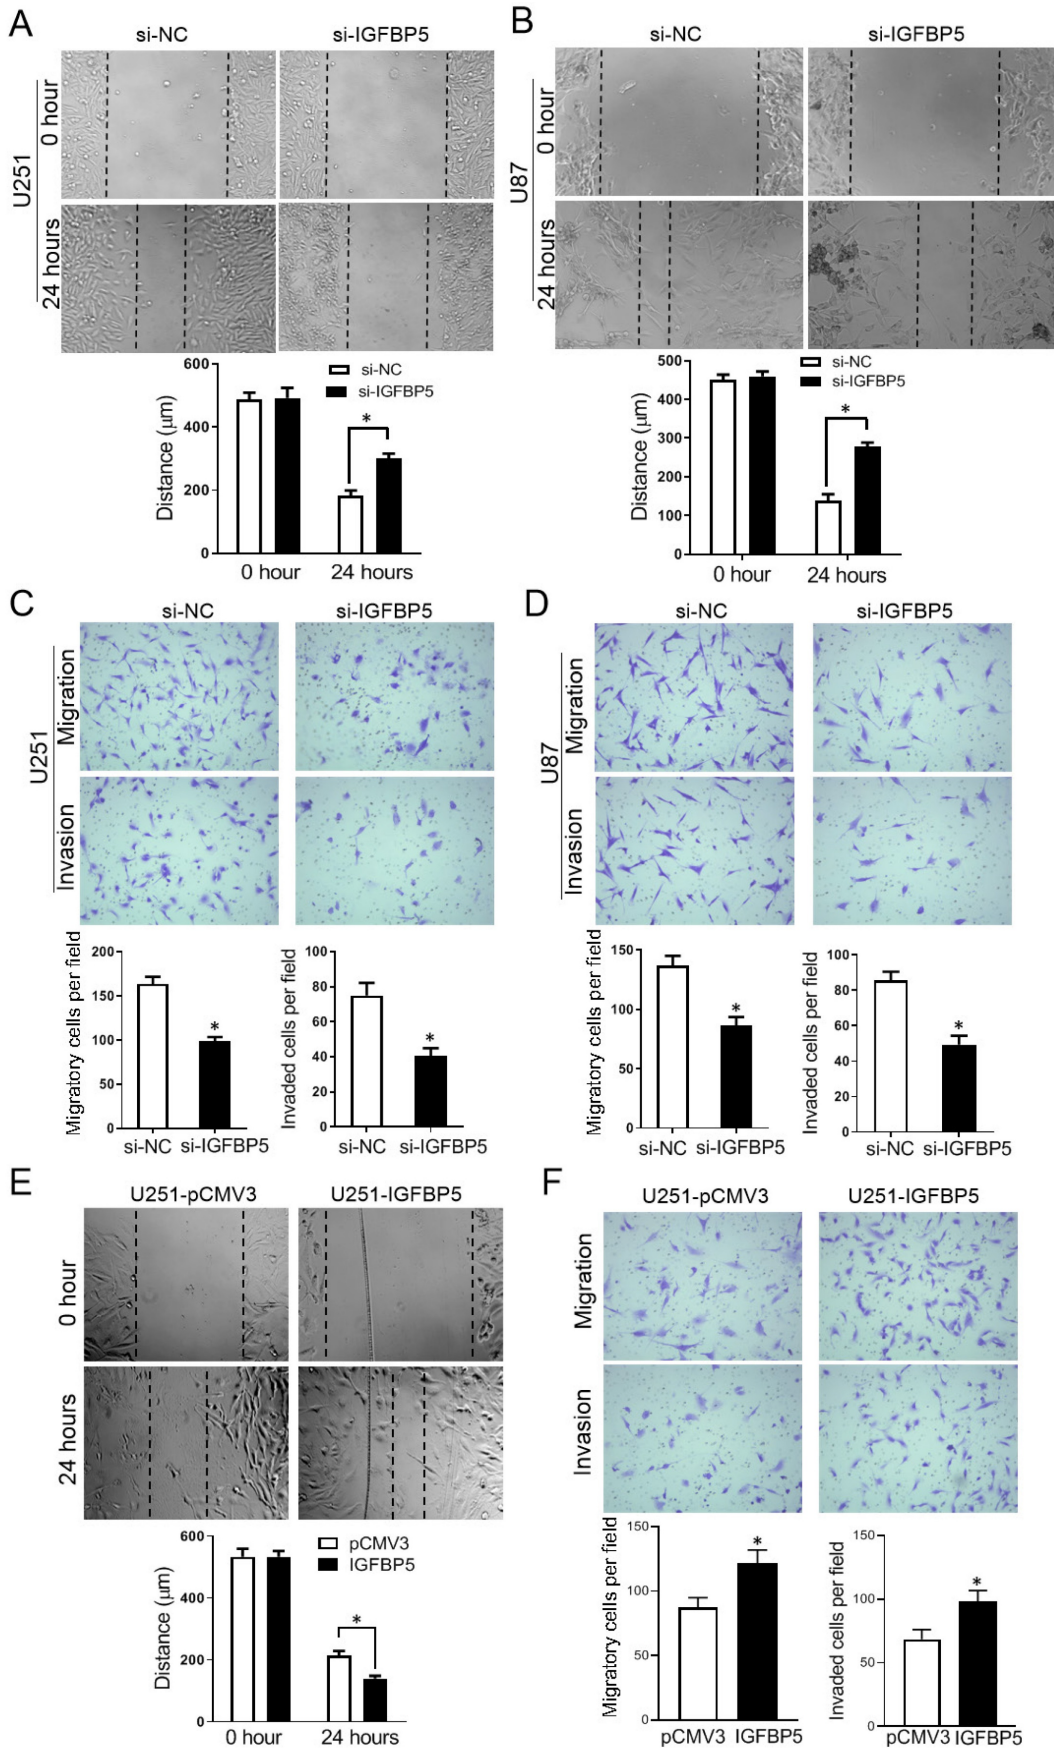 A
si-NC
si-IGFBP5
U251
0 hour
24 hours
600
400
200
0
Distance (μm)
si-NC
si-IGFBP5
*
0 hour
24 hours
B
si-NC
si-IGFBP5
U87
0 hour
24 hours
500
400
300
200
100
0
Distance (μm)
si-NC
si-IGFBP5
*
0 hour
24 hours
C
si-NC
si-IGFBP5
U251
Migration
Invasion
Migratory cells per field
200
150
100
50
0
*
si-NC
si-IGFBP5
Invaded cells per field
100
80
60
40
20
0
*
si-NC
si-IGFBP5
D
si-NC
si-IGFBP5
U87
Migration
Invasion
Migratory cells per field
150
100
50
0
*
si-NC
si-IGFBP5
Invaded cells per field
100
80
60
40
20
0
*
si-NC
si-IGFBP5
E
U251-pCMV3
U251-IGFBP5
0 hour
24 hours
Distance (μm)
600
400
200
0
pCMV3
IGFBP5
*
0 hour
24 hours
F
U251-pCMV3
U251-IGFBP5
Migration
Invasion
Migratory cells per field
150
100
50
0
*
pCMV3
IGFBP5
Invaded cells per field
150
100
50
0
*
pCMV3
IGFBP5